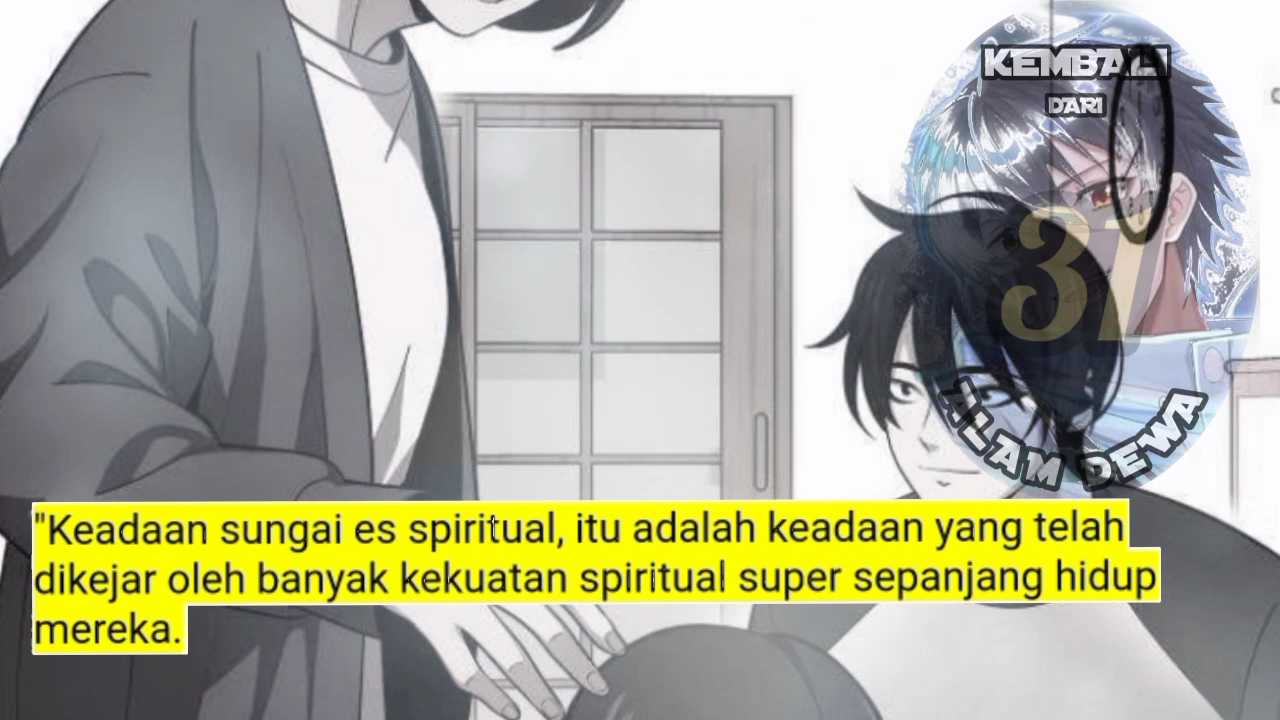 KEMBALI
DARI
31
ALAM DEWA
"Keadaan sungai es spiritual, itu adalah keadaan yang telah
dikejar oleh banyak kekuatan spiritual super sepanjang hidup
mereka.